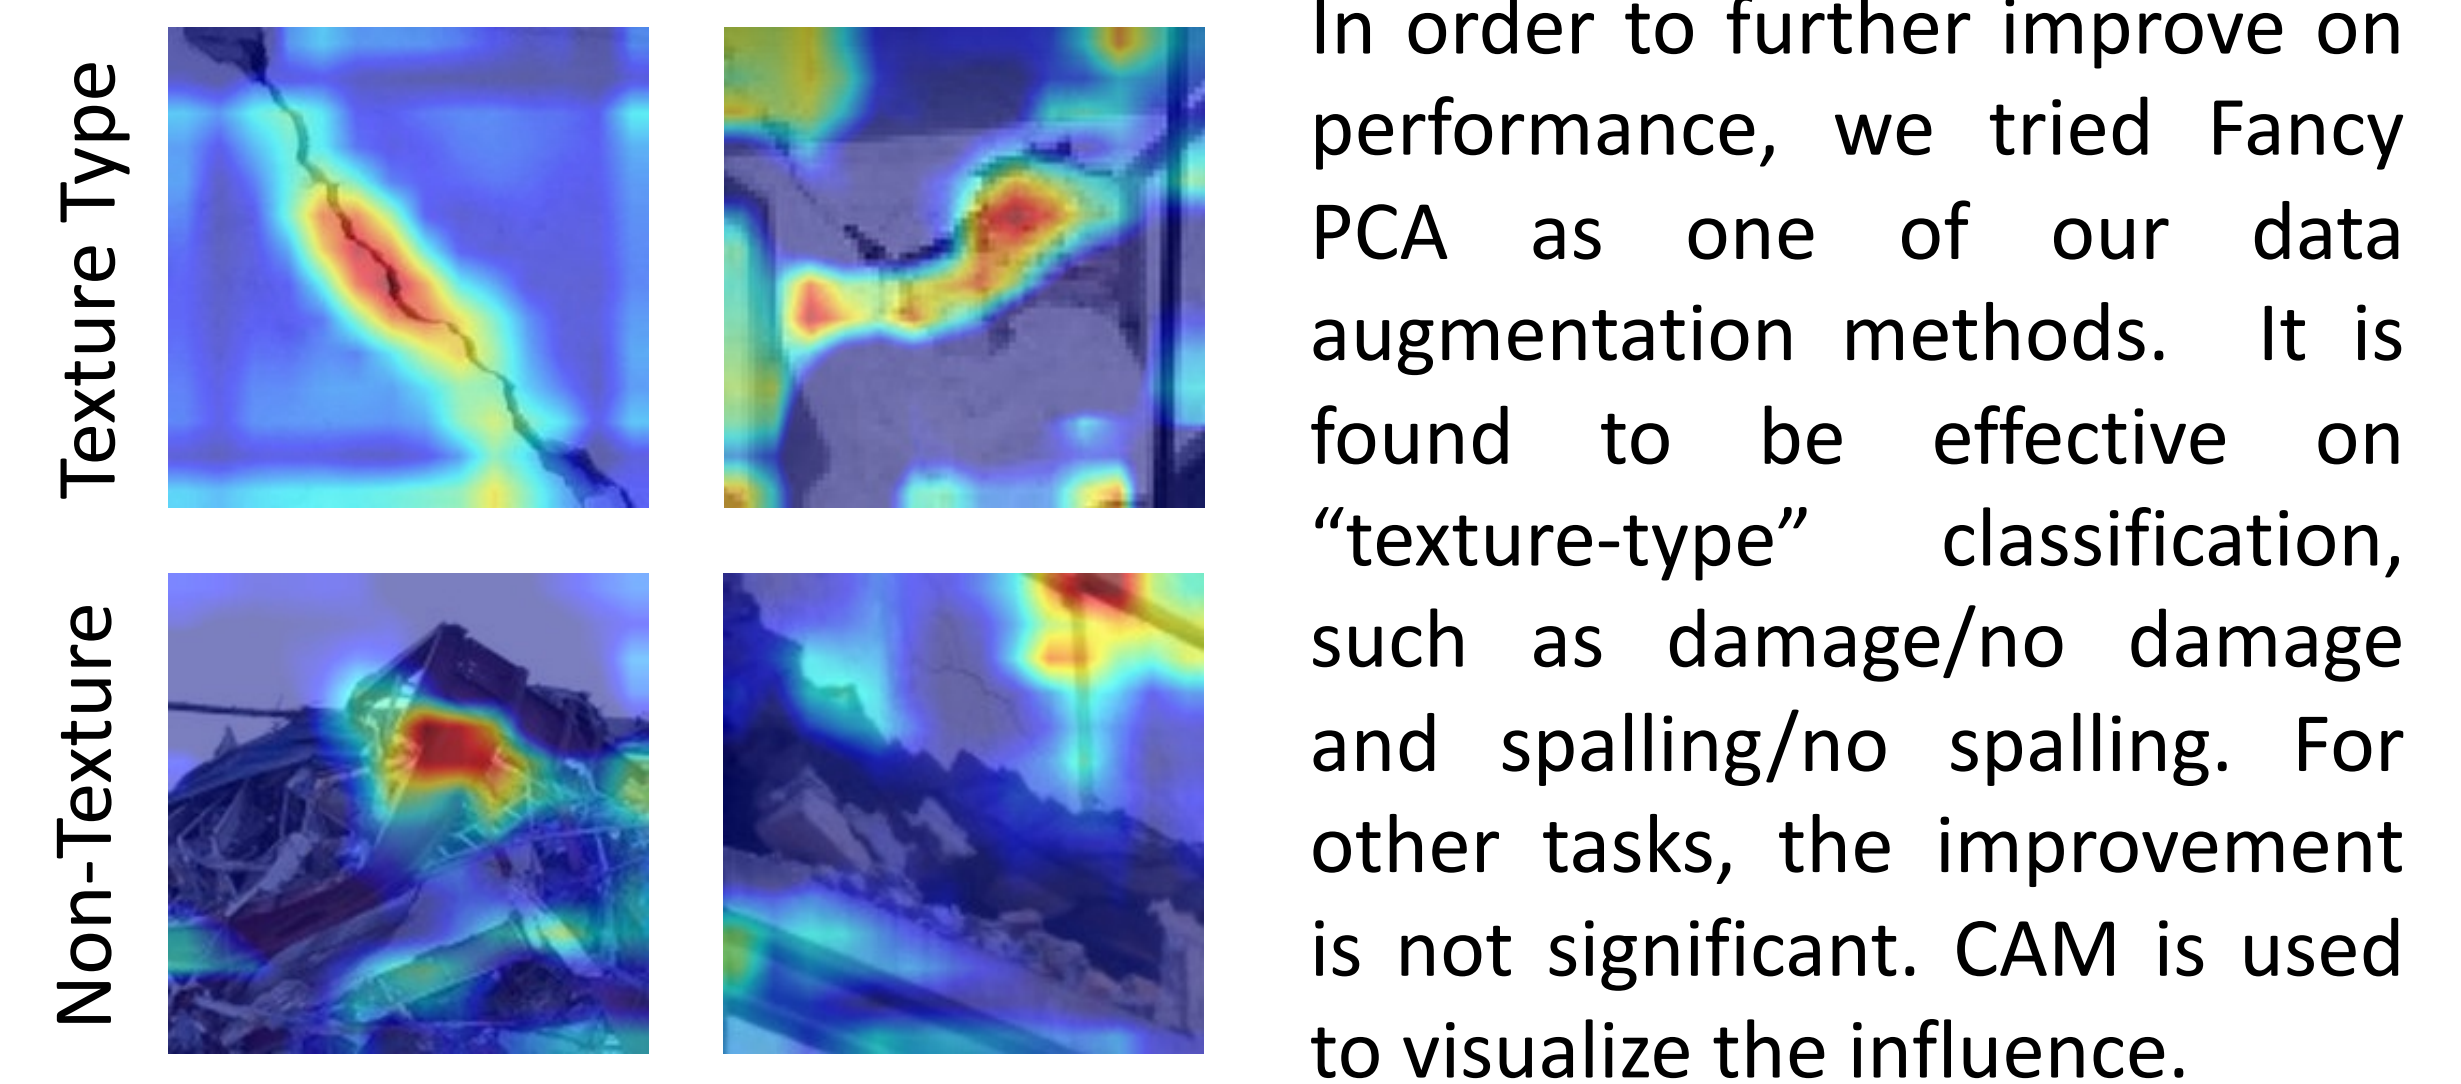 Texture Type
Non-Texture
In order to further improve on
performance, we tried Fancy
PCA as one of our data
augmentation methods. It is
found to be effective on
“texture-type” classification,
such as damage/no damage
and spalling/no spalling. For
other tasks, the improvement
is not significant. CAM is used
to visualize the influence.